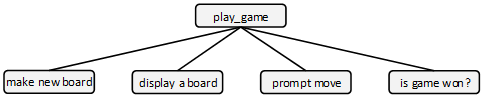 play_game
make new board
display a board
prompt move
is game won?